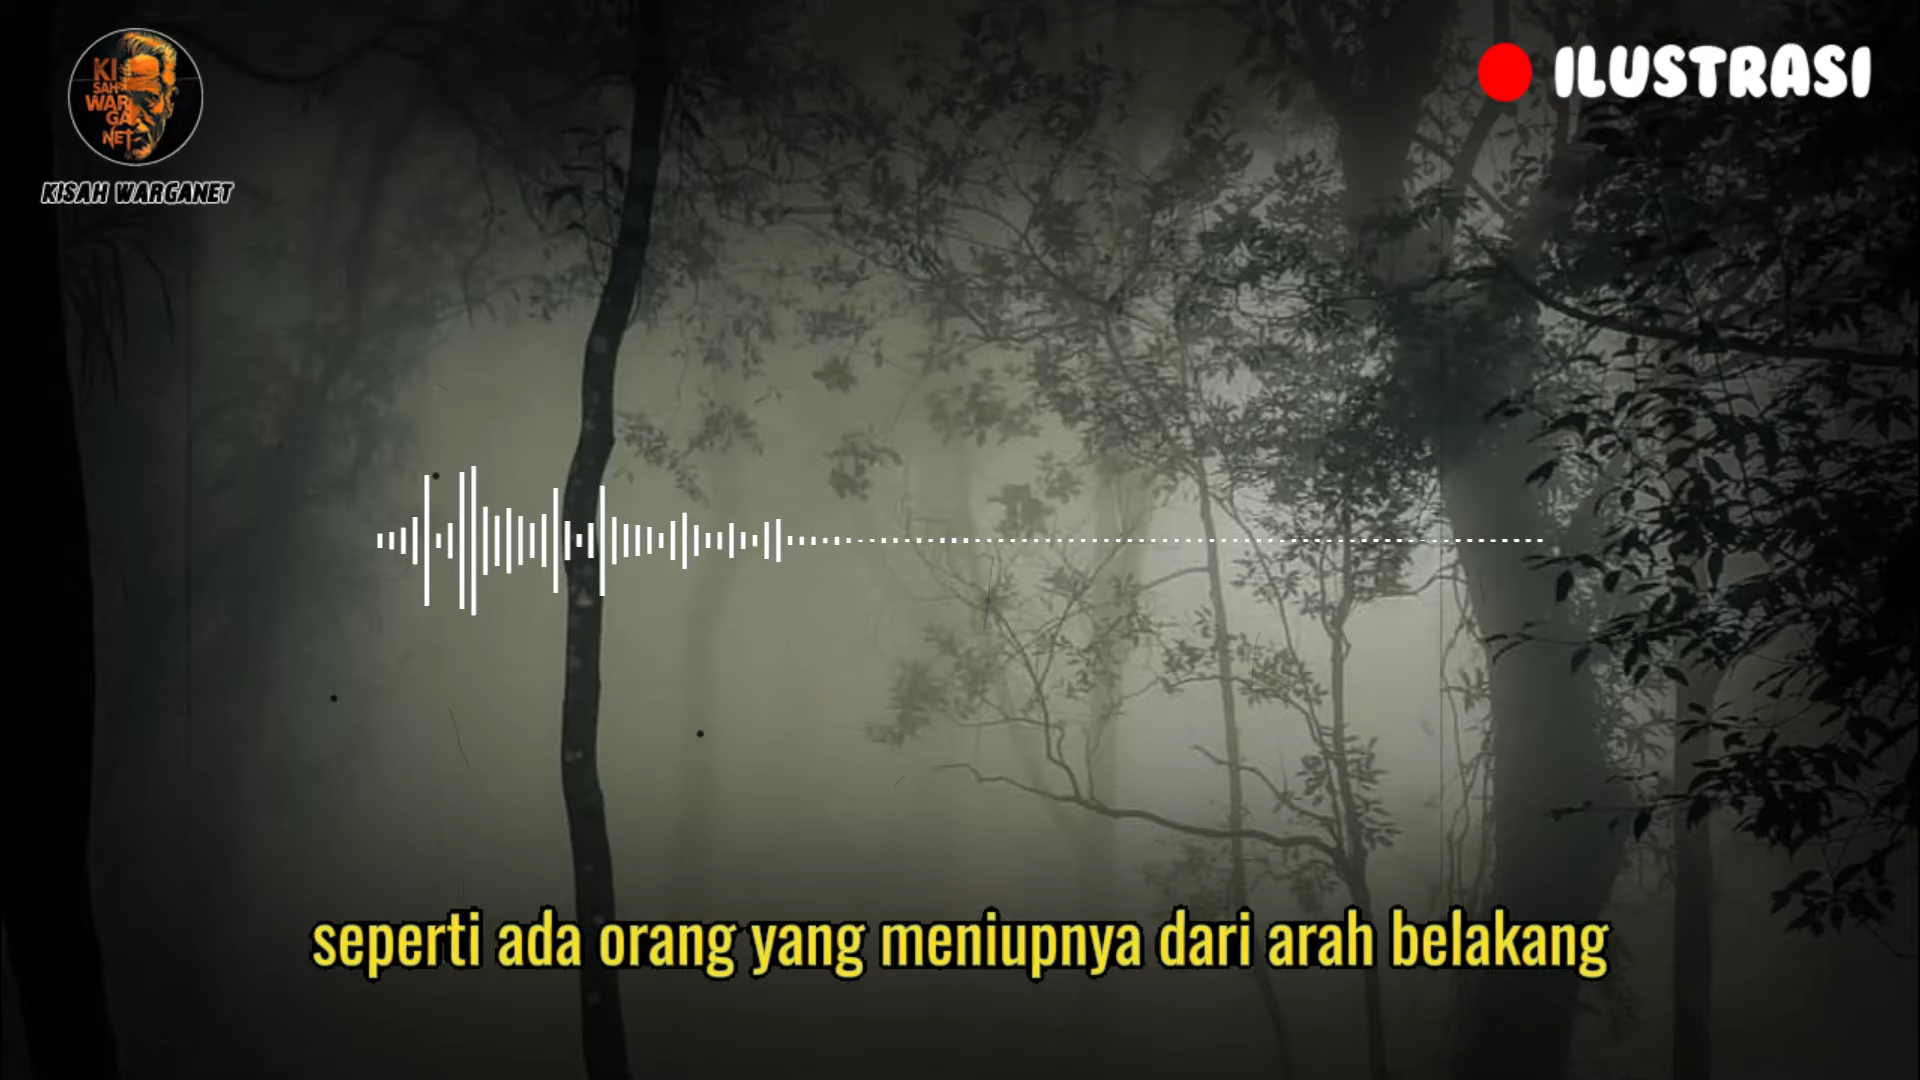 KI
SAH
WAR
GA
NET
KISAH WARGANET
ILUSTRASI
seperti ada orang yang meniupnya dari arah belakang